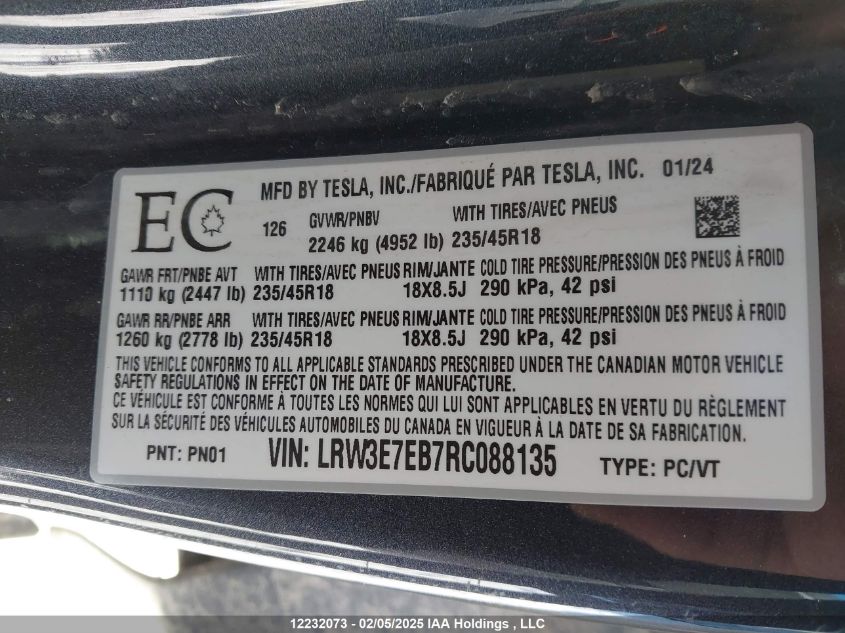 MFD BY TESLA, INC./FABRIQUÉ PAR TESLA, INC. 01/24
EC
126
GVWR/PNBV WITH TIRES/AVEC PNEUS
2246 kg (4952 lb) 235/45R18
GAWR FRT/PNBE AVT WITH TIRES/AVEC PNEUS RIM/JANTE COLD TIRE PRESSURE/PRESSION DES PNEUS À FROID
1110 kg (2447 lb) 235/45R18 18X8.5J 290 kPa, 42 psi
GAWR RR/PNBE ARR WITH TIRES/AVEC PNEUS RIM/JANTE COLD TIRE PRESSURE/PRESSION DES PNEUS À FROID
1260 kg (2778 lb) 235/45R18 18X8.5J 290 kPa, 42 psi
THIS VEHICLE CONFORMS TO ALL APPLICABLE STANDARDS PRESCRIBED UNDER THE CANADIAN MOTOR VEHICLE
SAFETY REGULATIONS IN EFFECT ON THE DATE OF MANUFACTURE.
CE VÉHICULE EST CONFORME À TOUTES LES NORMES QUI LUI SONT APPLICABLES EN VERTU DU RÈGLEMENT
SUR LA SÉCURITÉ DES VÉHICULES AUTOMOBILES DU CANADA EN VIGUEUR À LA DATE DE SA FABRICATION.
PNT: PN01 VIN: LRW3E7EB7RC088135 TYPE: PC/VT
12232073 - 02/05/2025 IAA Holdings , LLC